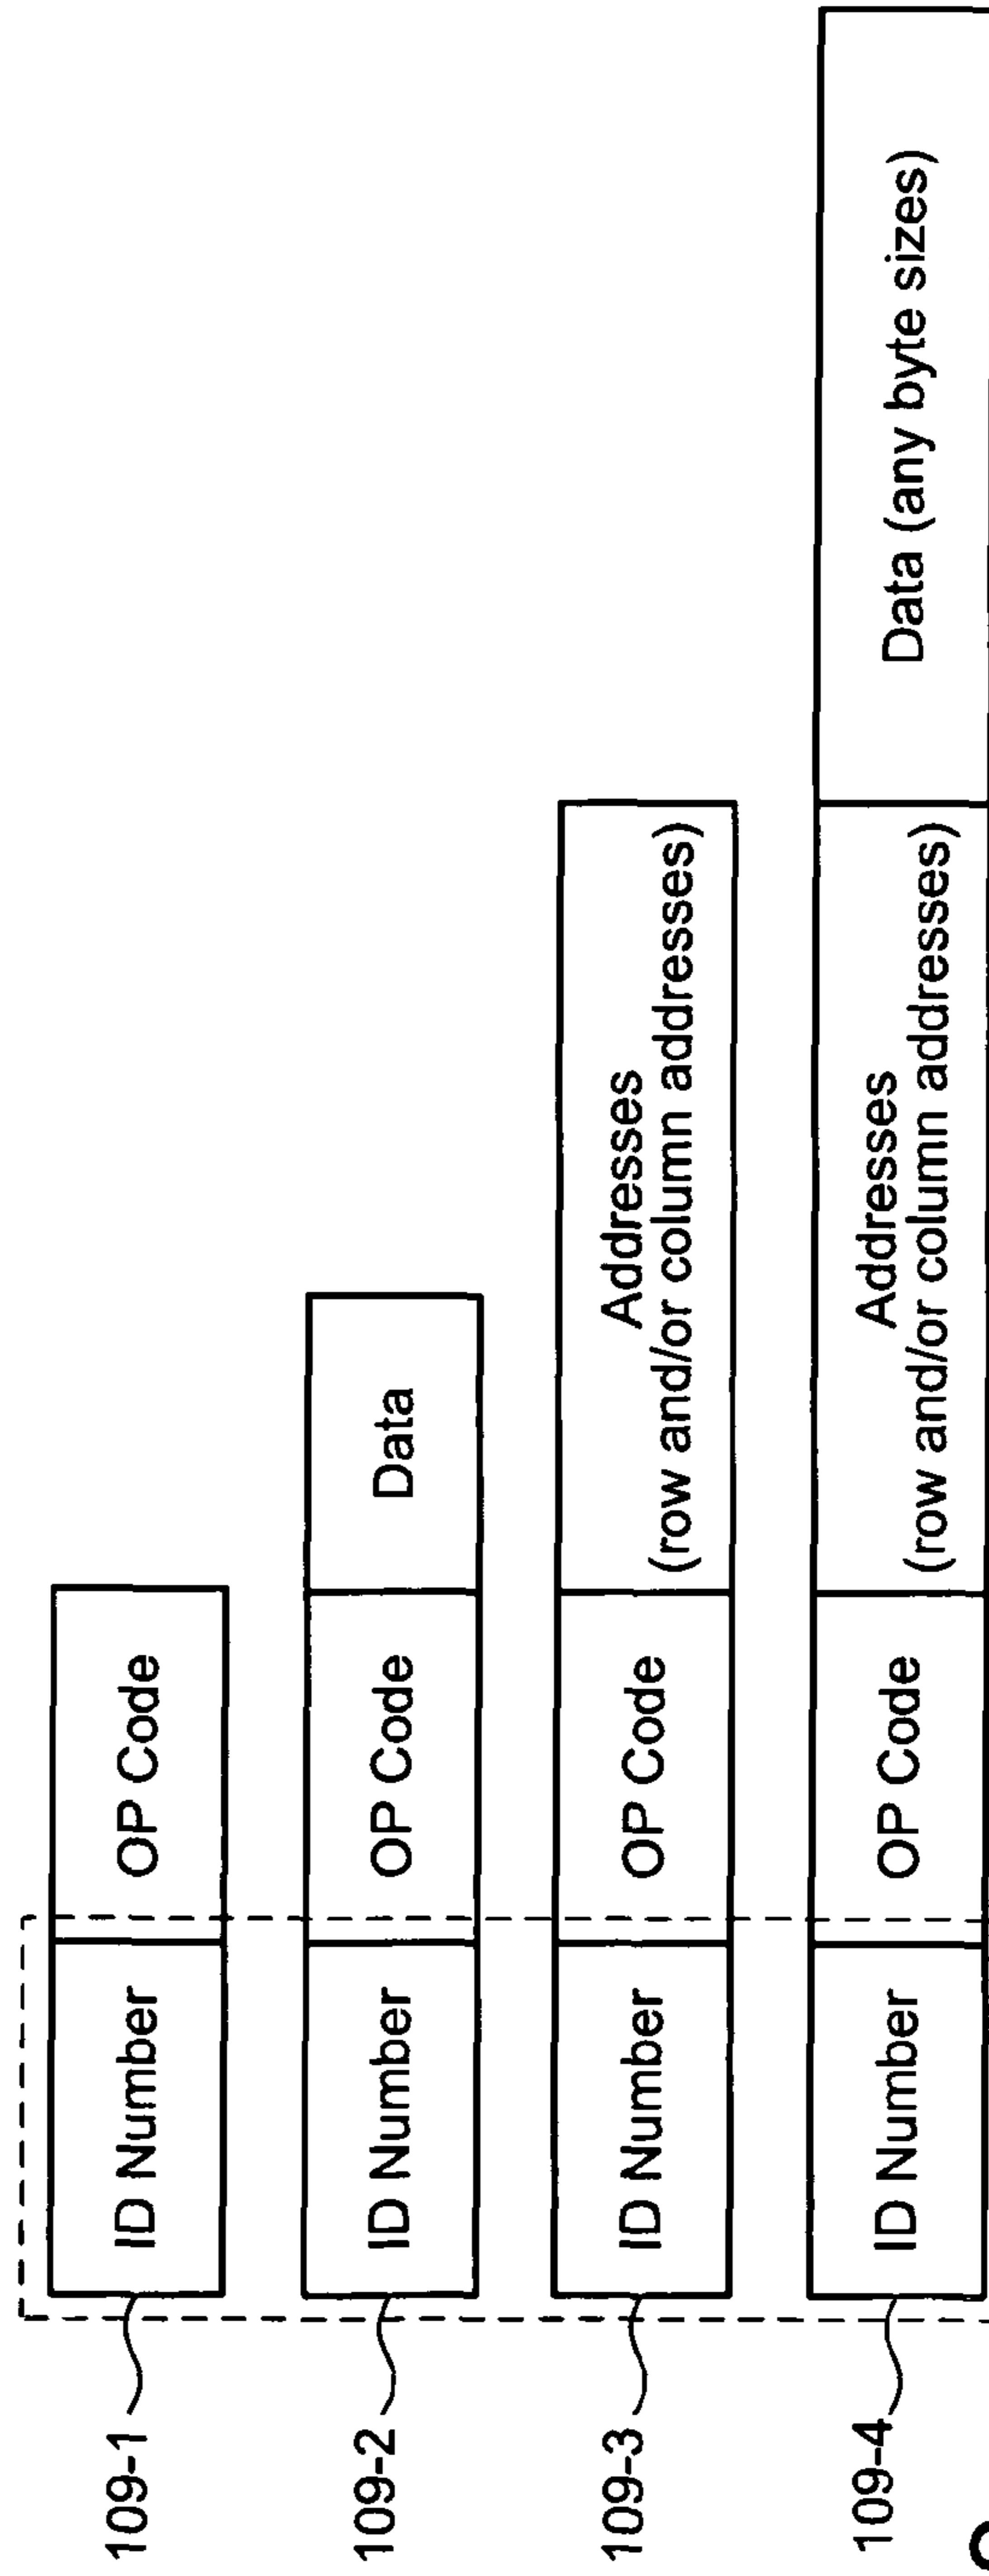 109-1
ID Number
OP Code
109-2
ID Number
OP Code
Data
109-3
ID Number
OP Code
Addresses
(row and/or column addresses)
109-4
ID Number
OP Code
Addresses
(row and/or column addresses)
Data (any byte sizes)